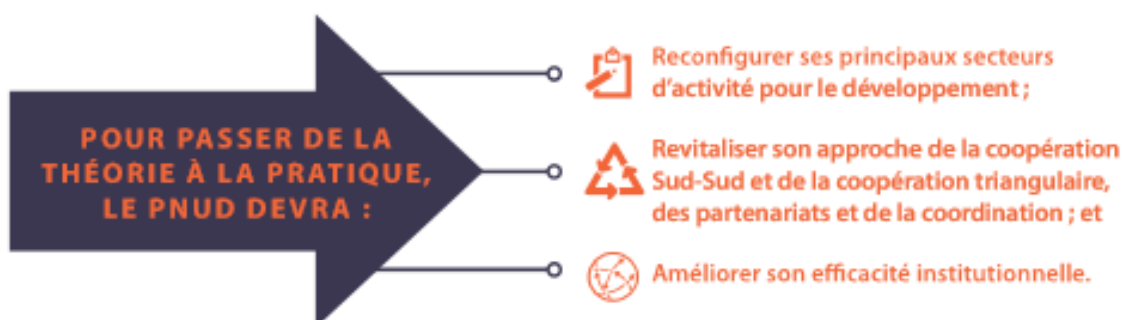 POUR PASSER DE LA
THÉORIE À LA PRATIQUE,
LE PNUD DEVRA :
Reconfigurer ses principaux secteurs
d'activité pour le développement ;
Revitaliser son approche de la coopération
Sud-Sud et de la coopération triangulaire,
des partenariats et de la coordination ; et
Améliorer son efficacité institutionnelle.